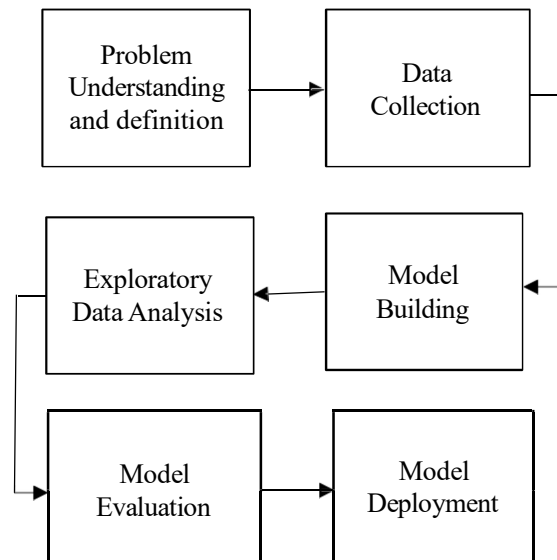 Problem
Understanding
and definition
Data
Collection
Exploratory
Data Analysis
Model
Building
Model
Evaluation
Model
Deployment